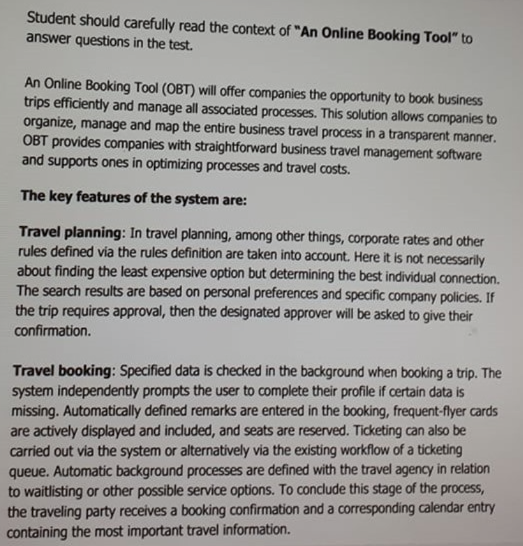 Student should carefully read the context of "An Online Booking Tool" to
answer questions in the test.
An Online Booking Tool (OBT) will offer companies the opportunity to book business
trips efficiently and manage all associated processes. This solution allows companies to
organize, manage and map the entire business travel process in a transparent manner.
OBT provides companies with straightforward business travel management software
and supports ones in optimizing processes and travel costs.
The key features of the system are:
Travel planning: In travel planning, among other things, corporate rates and other
rules defined via the rules definition are taken into account. Here it is not necessarily
about finding the least expensive option but determining the best individual connection.
The search results are based on personal preferences and specific company policies. If
the trip requires approval, then the designated approver will be asked to give their
confirmation.
Travel booking: Specified data is checked in the background when booking a trip. The
system independently prompts the user to complete their profile if certain data is
missing. Automatically defined remarks are entered in the booking, frequent-flyer cards
are actively displayed and included, and seats are reserved. Ticketing can also be
carried out via the system or alternatively via the existing workflow of a ticketing
queue. Automatic background processes are defined with the travel agency in relation
to waitlisting or other possible service options. To conclude this stage of the process,
the traveling party receives a booking confirmation and a corresponding calendar entry
containing the most important travel information.